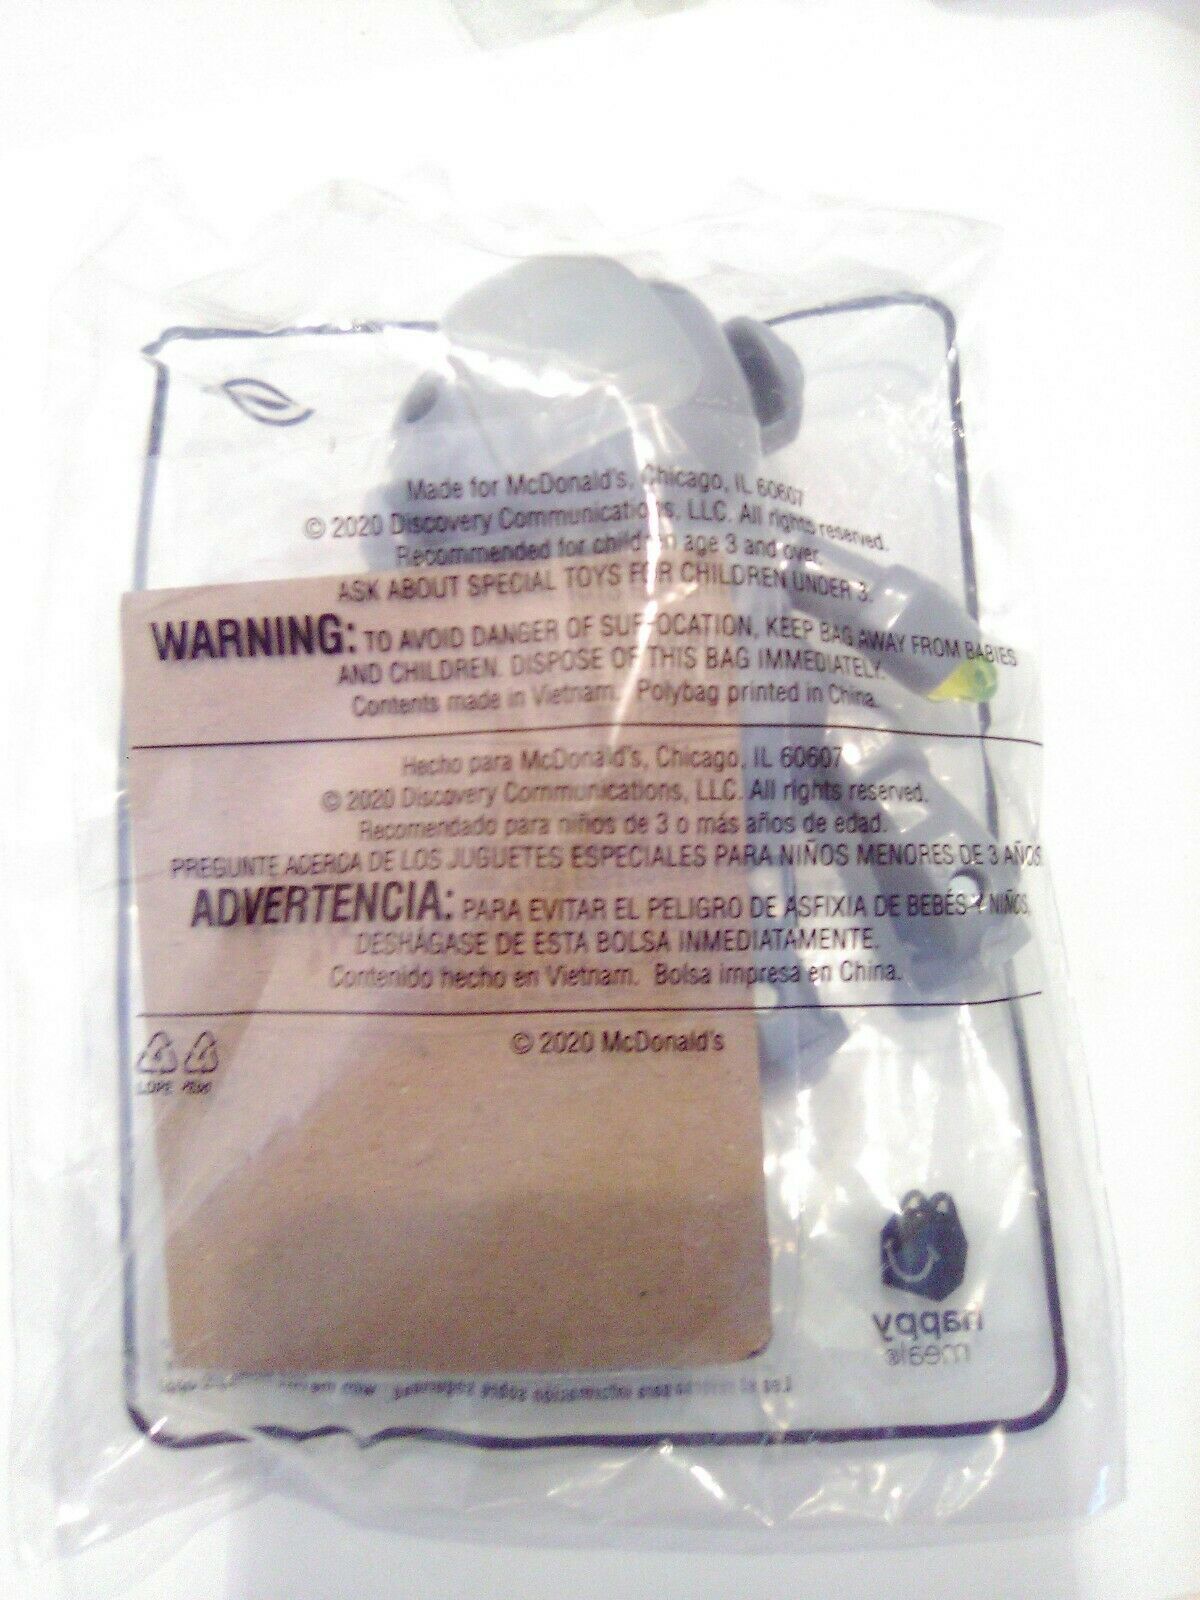 Made for McDonald's, Chicago, IL 60607
© 2020 Discovery Communications, LLC. All rights reserved.
Recommended for children age 3 and over.
ASK ABOUT SPECIAL TOYS FOR CHILDREN UNDER 3.
WARNING: TO AVOID DANGER OF SUFFOCATION, KEEP BAG AWAY FROM BABIES
AND CHILDREN. DISPOSE OF THIS BAG IMMEDIATELY.
Contents made in Vietnam. Polybag printed in China.
Hecho para McDonald's, Chicago, IL 60607
© 2020 Discovery Communications, LLC. All rights reserved.
Recomendado para niños de 3 o más años de edad.
PREGUNTE ACERCA DE LOS JUGUETES ESPECIALES PARA NIÑOS MENORES DE 3 AÑOS.
ADVERTENCIA: PARA EVITAR EL PELIGRO DE ASFIXIA DE BEBÉS Y NIÑOS,
DESHÁGASE DE ESTA BOLSA INMEDIATAMENTE.
Contenido hecho en Vietnam. Bolsa impresa en China.
© 2020 McDonald's
LDPE
happy
meals